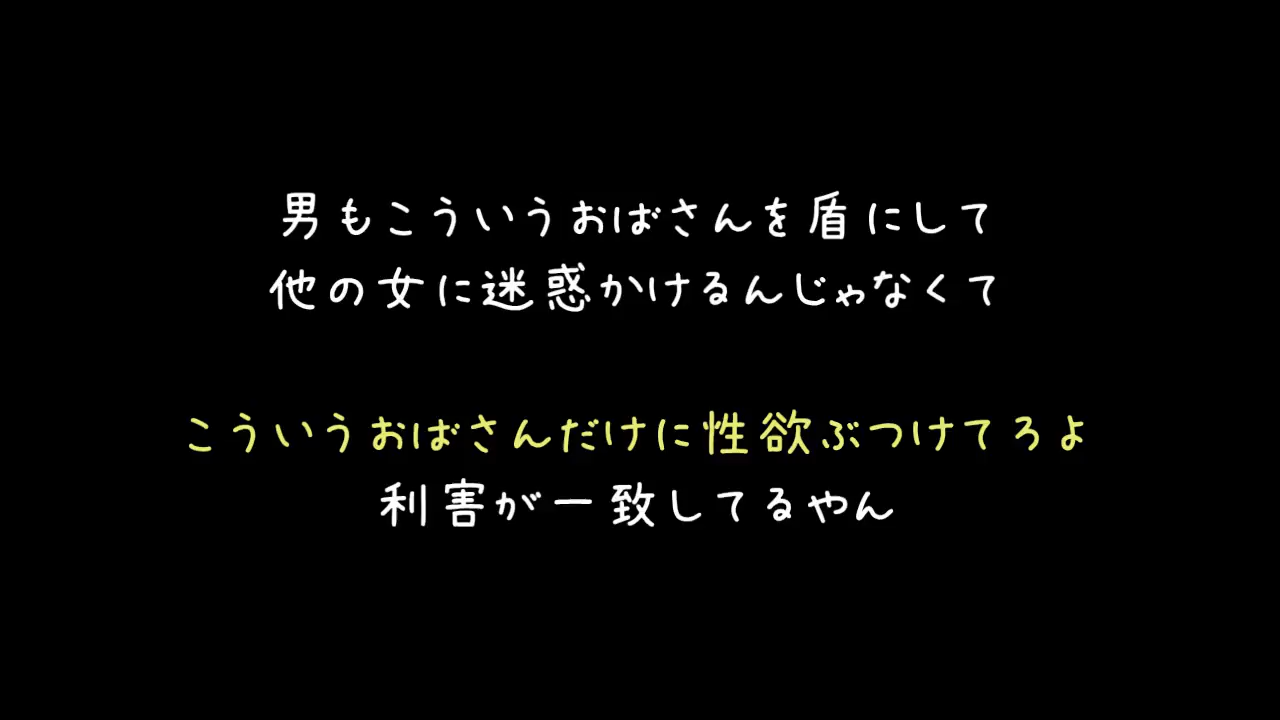 男もこういうおばさんを盾にして
他の女に迷惑かけるんじゃなくて
こういうおばさんだけに性欲ぶつけてろよ
利害が一致してるやん